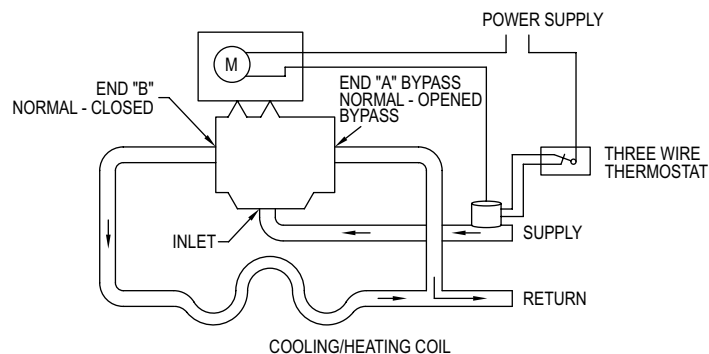 POWER SUPPLY
M
END "B"
NORMAL - CLOSED
END "A" BYPASS
NORMAL - OPENED
BYPASS
THREE WIRE
THERMOSTAT
INLET
SUPPLY
RETURN
COOLING/HEATING COIL